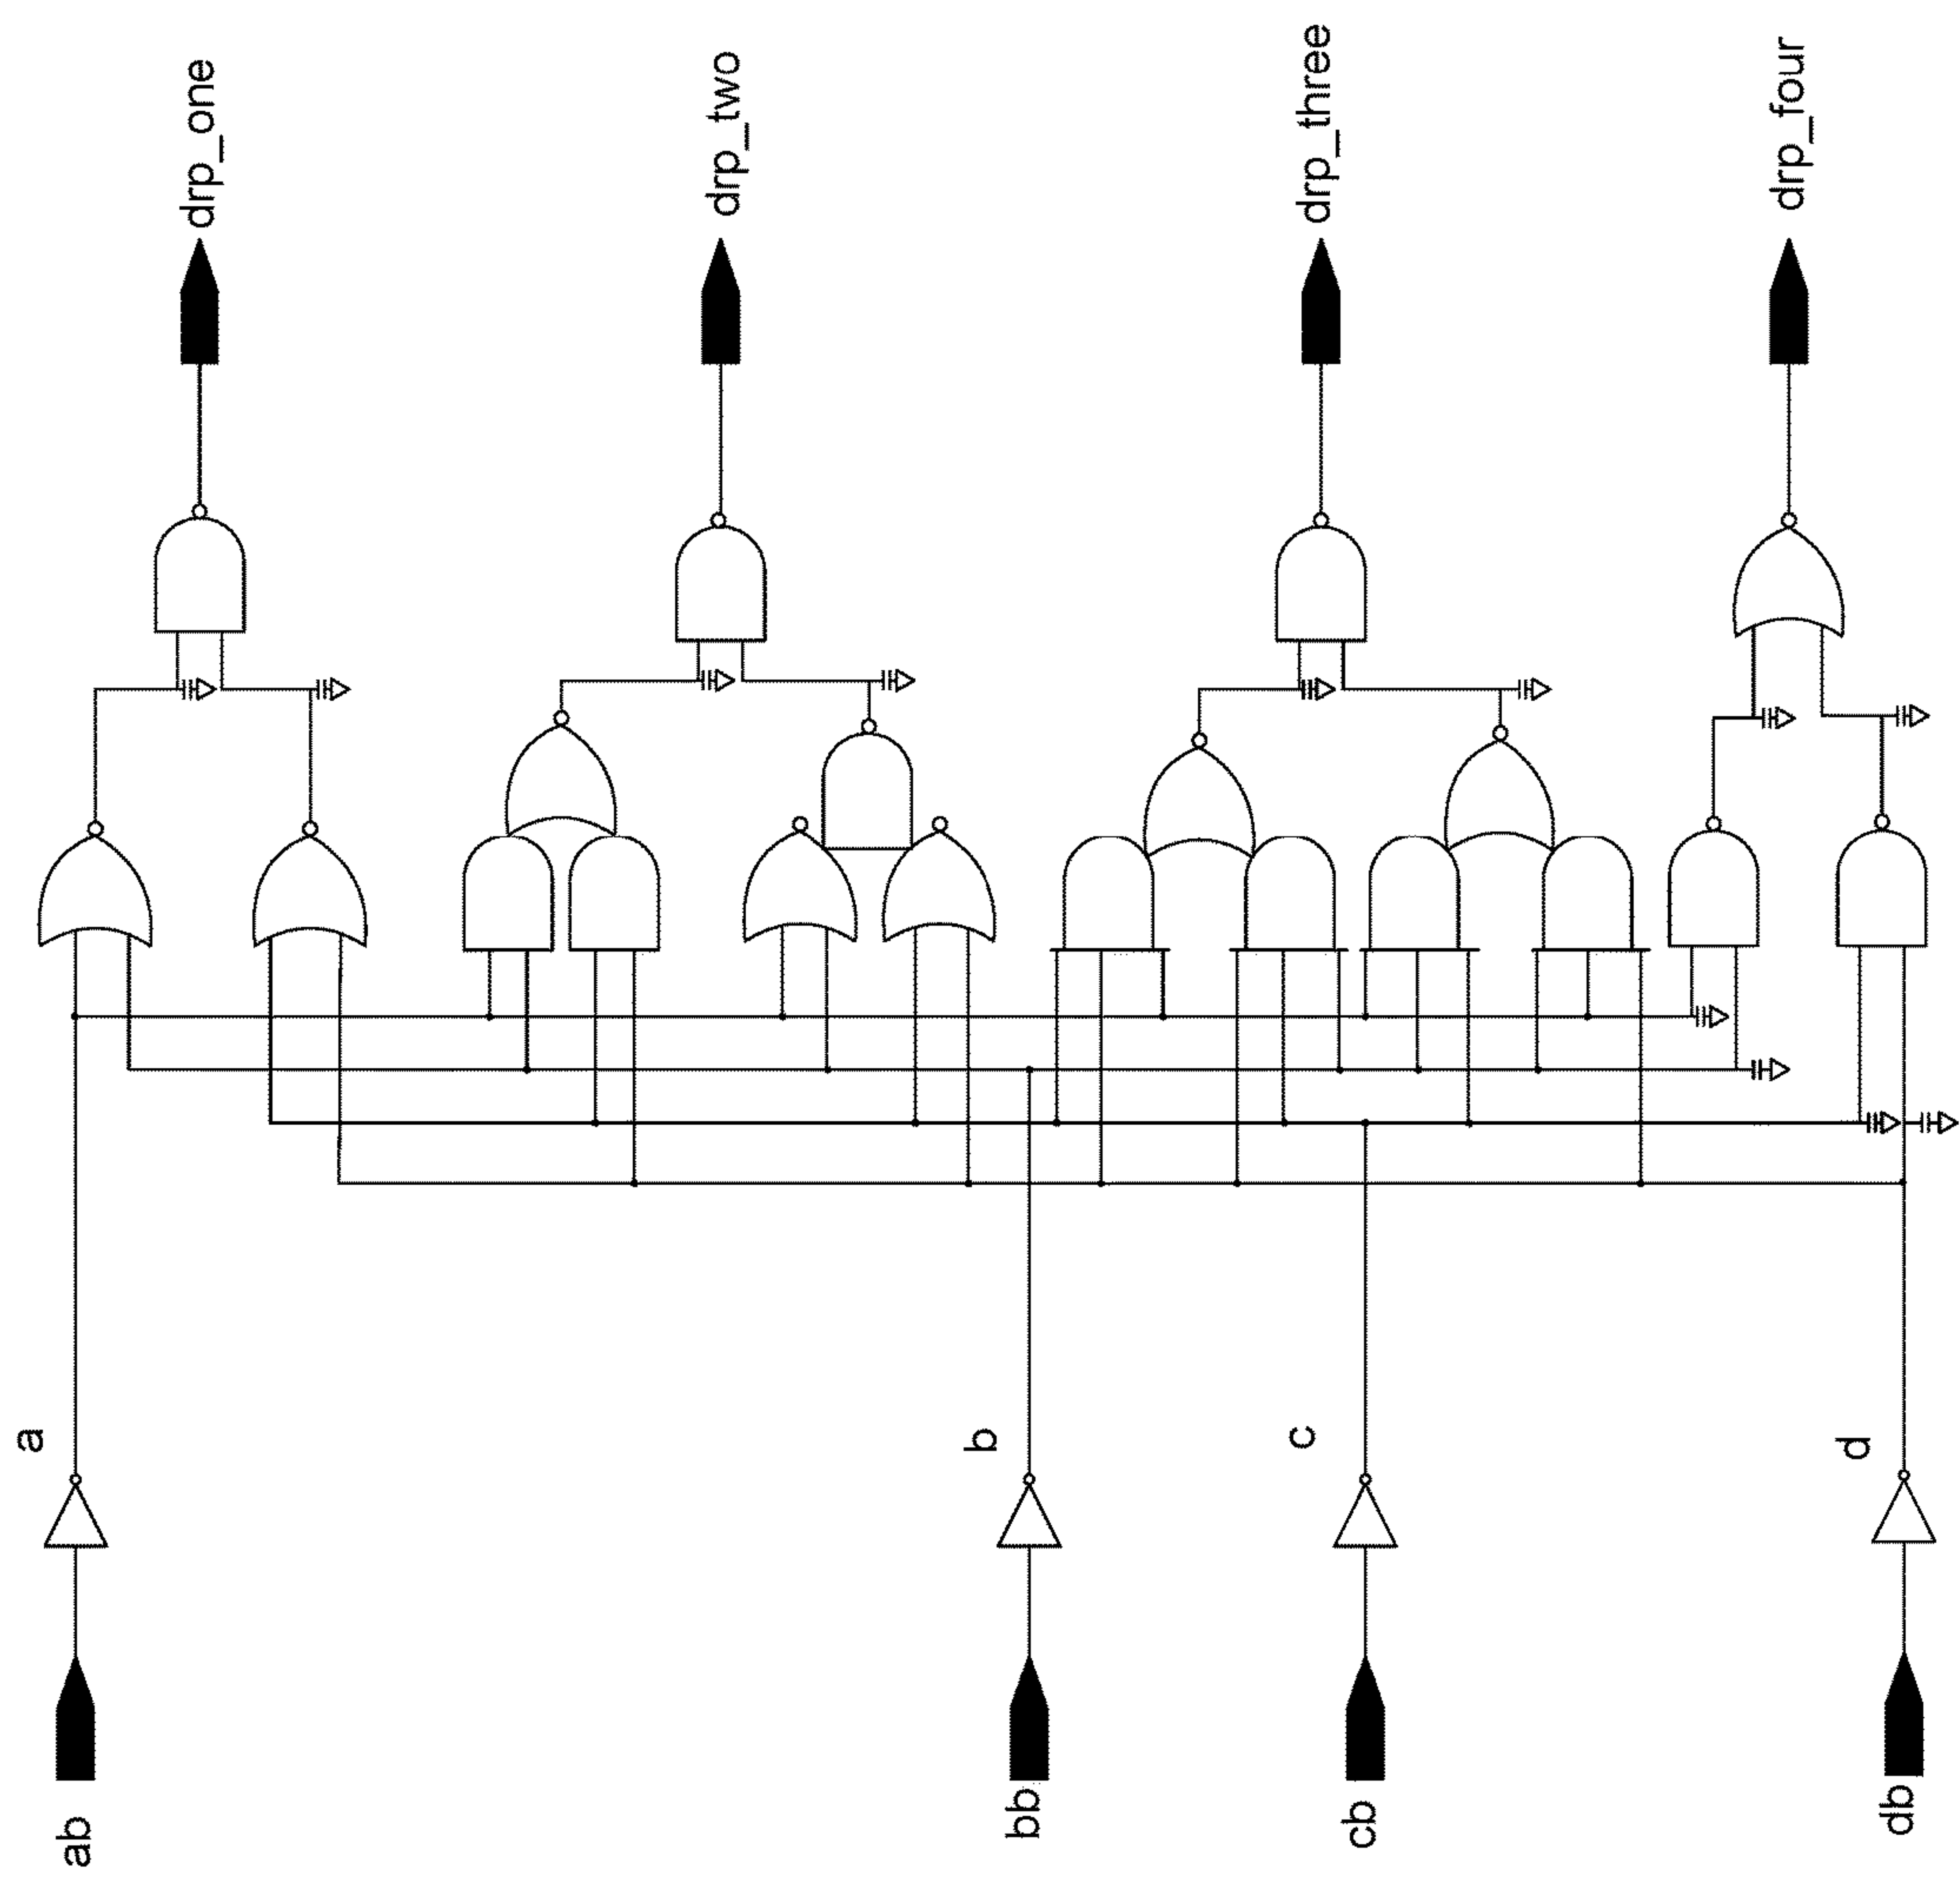 drp_one
drp_two
drp_three
drp_four
a
b
c
d
ab
bb
cb
db